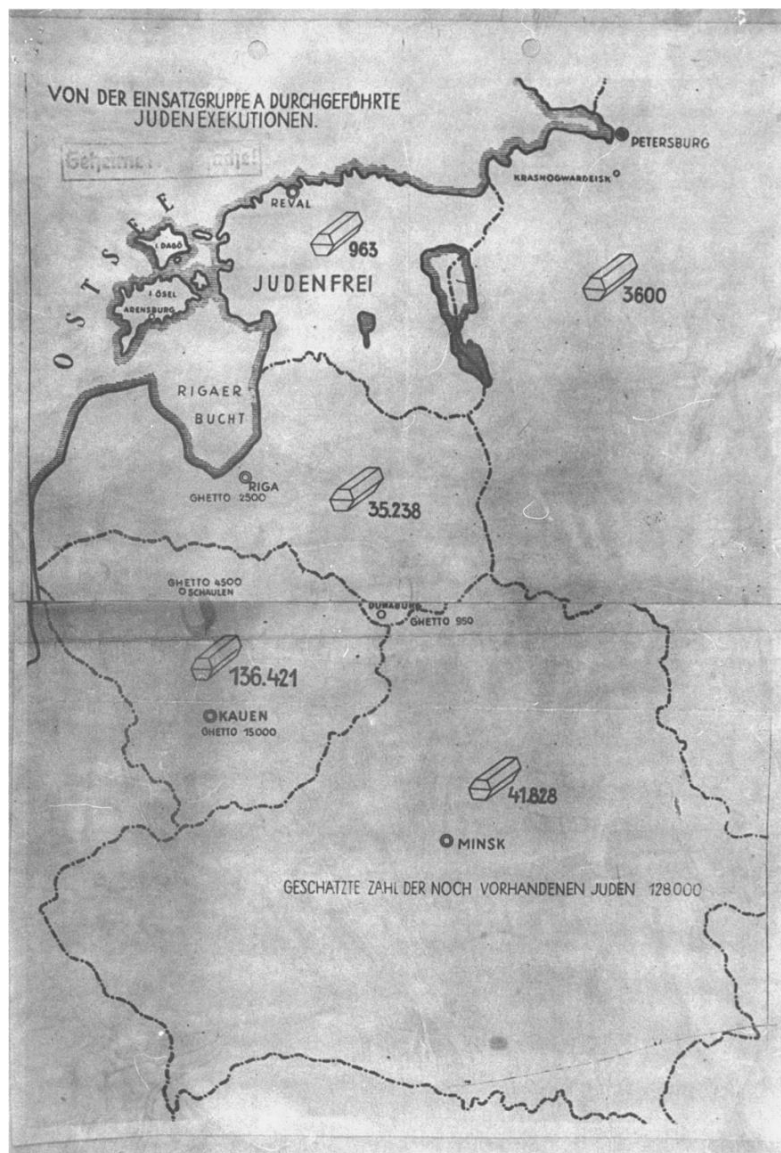 VON DER EINSATZGRUPPE A DURCHGEFÜHRTE
JUDENEXEKUTIONEN.
Geheime
PETERSBURG
KRASNOGWARDEISK
REVAL
OSTSEE
I. DAGÖ
963
JUDENFREI
3600
I. ÖSEL
ARENSBURG
RIGAER
BUCHT
RIGA
GHETTO 2500
35.238
GHETTO 4500
SCHAULEN
DÜNABURG
GHETTO 950
136.421
KAUEN
GHETTO 15000
41.828
MINSK
GESCHÄTZTE ZAHL DER NOCH VORHANDENEN JUDEN 128000